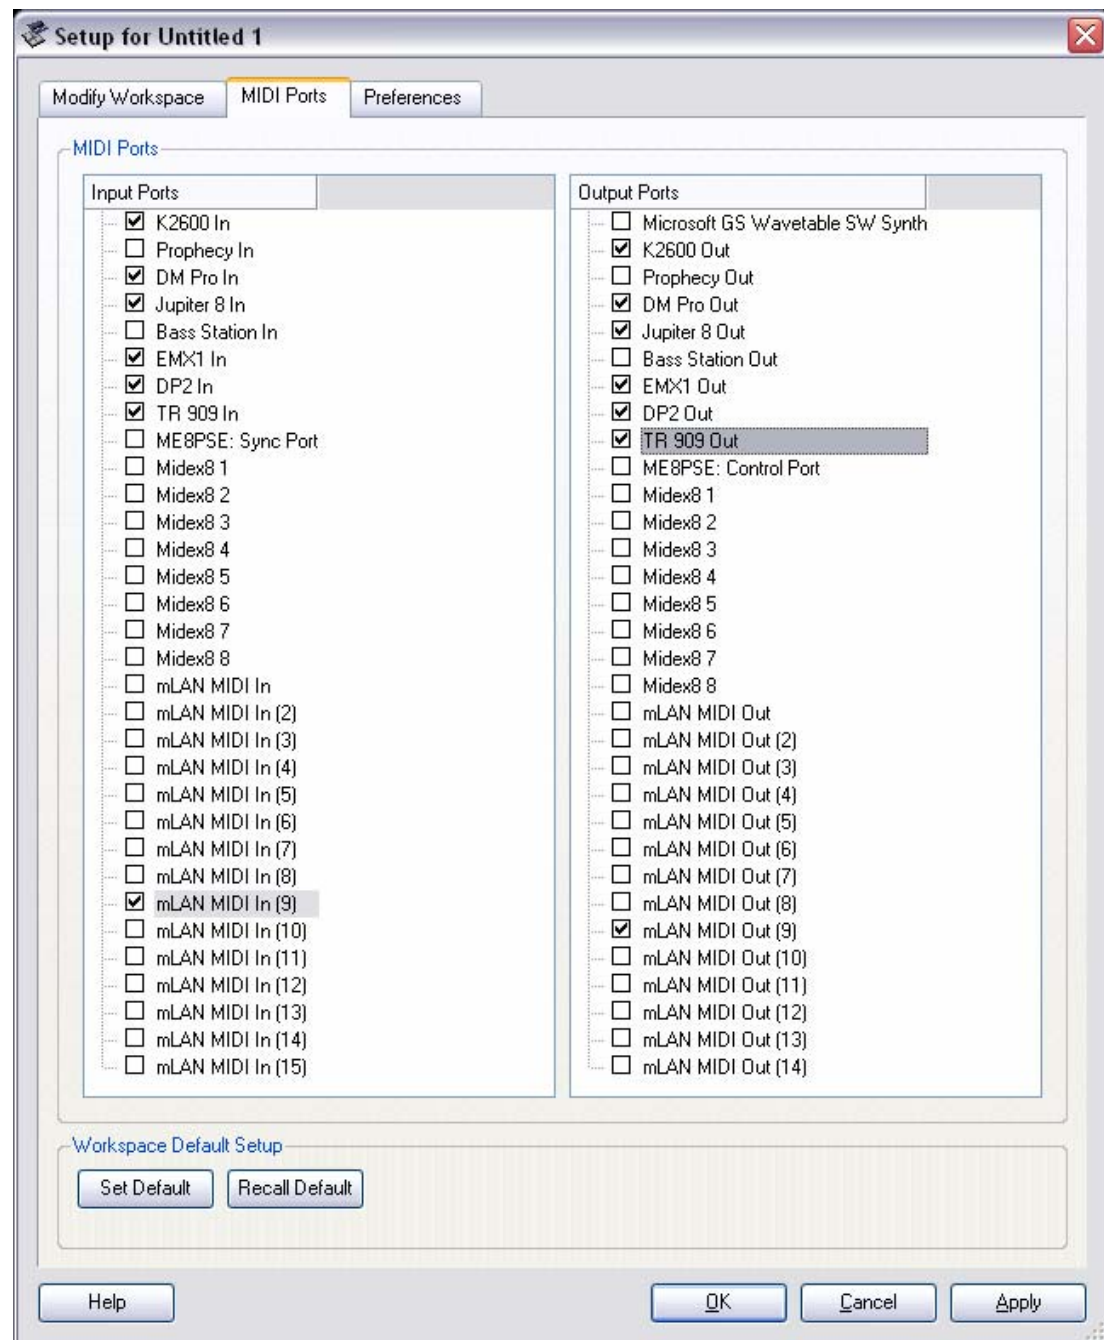 Setup for Untitled 1
Modify Workspace
MIDI Ports
Preferences
MIDI Ports
Input Ports
K2600 In
Prophecy In
DM Pro In
Jupiter 8 In
Bass Station In
EMX1 In
DP2 In
TR 909 In
ME8PSE: Sync Port
Midex8 1
Midex8 2
Midex8 3
Midex8 4
Midex8 5
Midex8 6
Midex8 7
Midex8 8
mLAN MIDI In
mLAN MIDI In (2)
mLAN MIDI In (3)
mLAN MIDI In (4)
mLAN MIDI In (5)
mLAN MIDI In (6)
mLAN MIDI In (7)
mLAN MIDI In (8)
mLAN MIDI In (9)
mLAN MIDI In (10)
mLAN MIDI In (11)
mLAN MIDI In (12)
mLAN MIDI In (13)
mLAN MIDI In (14)
mLAN MIDI In (15)
Output Ports
Microsoft GS Wavetable SW Synth
K2600 Out
Prophecy Out
DM Pro Out
Jupiter 8 Out
Bass Station Out
EMX1 Out
DP2 Out
TR 909 Out
ME8PSE: Control Port
Midex8 1
Midex8 2
Midex8 3
Midex8 4
Midex8 5
Midex8 6
Midex8 7
Midex8 8
mLAN MIDI Out
mLAN MIDI Out (2)
mLAN MIDI Out (3)
mLAN MIDI Out (4)
mLAN MIDI Out (5)
mLAN MIDI Out (6)
mLAN MIDI Out (7)
mLAN MIDI Out (8)
mLAN MIDI Out (9)
mLAN MIDI Out (10)
mLAN MIDI Out (11)
mLAN MIDI Out (12)
mLAN MIDI Out (13)
mLAN MIDI Out (14)
Workspace Default Setup
Set Default
Recall Default
Help
OK
Cancel
Apply